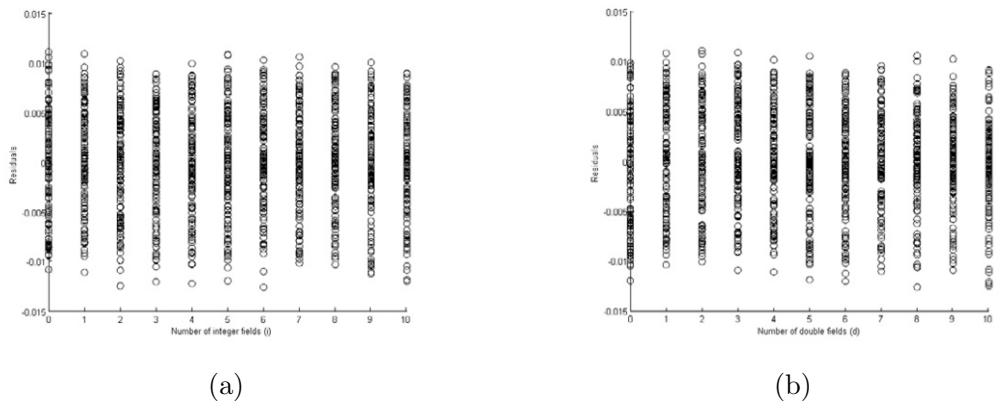 0.015
0.01
0.005
0
-0.005
-0.01
-0.015
Residuals
0 1 2 3 4 5 6 7 8 9 10
Number of integer fields (i)
(a)
0.015
0.01
0.005
0
-0.005
-0.01
-0.015
Residuals
0 1 2 3 4 5 6 7 8 9 10
Number of double fields (d)
(b)